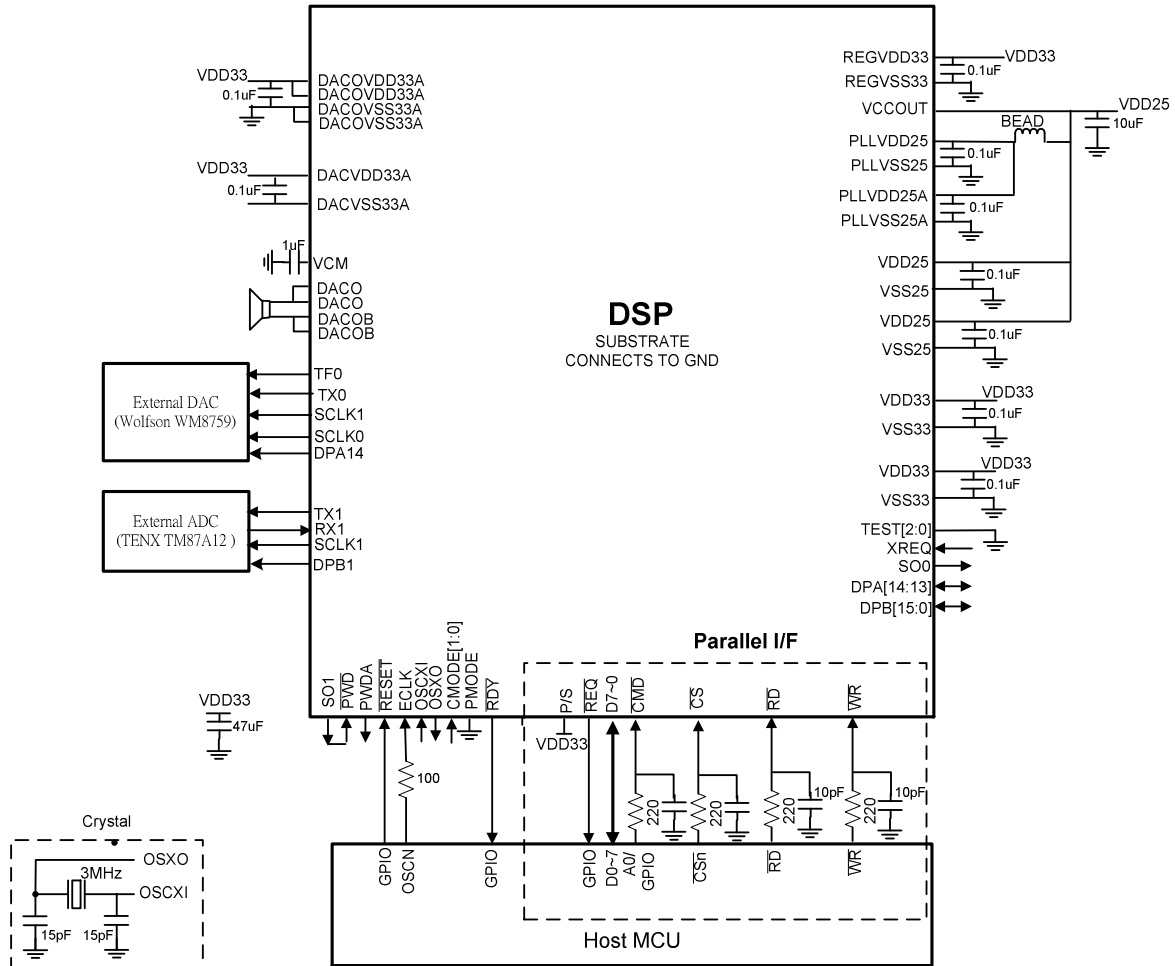 VDD33
0.1uF
DACOVDD33A
DACOVDD33A
DACOVSS33A
DACOVSS33A
VDD33
0.1uF
DACVDD33A
DACVSS33A
1uF
VCM
DACO
DACO
DACOB
DACOB
External DAC
(Wolfson WM8759)
TF0
TX0
SCLK1
SCLK0
DPA14
External ADC
(TENX TM87A12 )
TX1
RX1
SCLK1
DPB1
DSP
SUBSTRATE
CONNECTS TO GND
REGVDD33
VDD33
0.1uF
REGVSS33
VCCOUT
VDD25
10uF
BEAD
PLLVDD25
0.1uF
PLLVSS25
PLLVDD25A
0.1uF
PLLVSS25A
VDD25
0.1uF
VSS25
VDD25
0.1uF
VSS25
VDD33
VDD33
0.1uF
VSS33
VDD33
VDD33
0.1uF
VSS33
TEST[2:0]
XREQ
SO0
DPA[14:13]
DPB[15:0]
Parallel I/F
SO1
PWD
PWDA
RESET
ECLK
OSCXI
OSXO
CMODE[1:0]
PMODE
RDY
P/S
REQ
D7~0
CMD
CS
RD
WR
VDD33
47uF
VDD33
100
220
220
220
10pF
220
10pF
GPIO
OSCN
GPIO
GPIO
D0~7
A0/
GPIO
CSn
RD
WR
Host MCU
Crystal
OSXO
3MHz
OSCXI
15pF
15pF